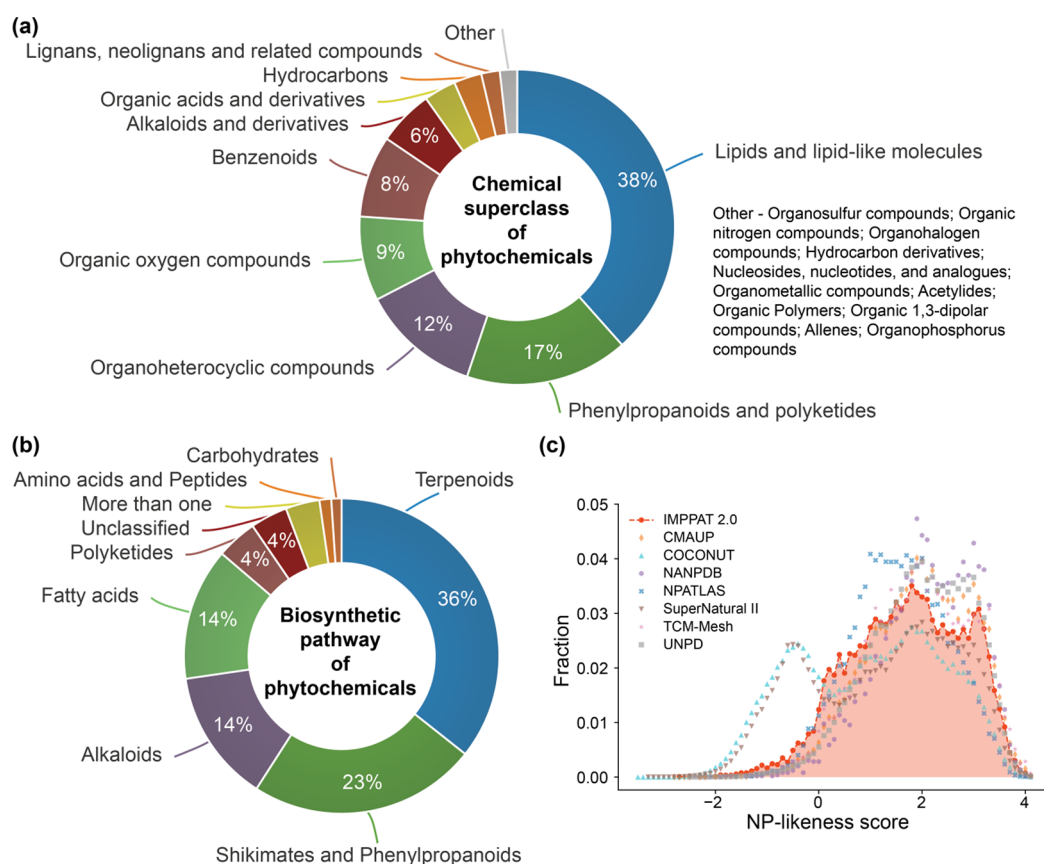 (a)
Other
Lignans, neolignans and related compounds
Hydrocarbons
Organic acids and derivatives
Alkaloids and derivatives
Benzenoids
Organic oxygen compounds
Organoheterocyclic compounds
Phenylpropanoids and polyketides
Lipids and lipid-like molecules
6%
8%
9%
12%
17%
38%
Chemical
superclass
of
phytochemicals
Other - Organosulfur compounds; Organic
nitrogen compounds; Organohalogen
compounds; Hydrocarbon derivatives;
Nucleosides, nucleotides, and analogues;
Organometallic compounds; Acetylides;
Organic Polymers; Organic 1,3-dipolar
compounds; Allenes; Organophosphorus
compounds
(b)
Carbohydrates
Amino acids and Peptides
More than one
Unclassified
Polyketides
Fatty acids
Alkaloids
Shikimates and Phenylpropanoids
Terpenoids
4%
4%
14%
14%
23%
36%
Biosynthetic
pathway
of
phytochemicals
(c)
0.05
0.04
0.03
0.02
0.01
0.00
Fraction
IMPPAT 2.0
CMAUP
COCONUT
NANPDB
NPATLAS
SuperNatural II
TCM-Mesh
UNPD
−2
0
2
4
NP-likeness score